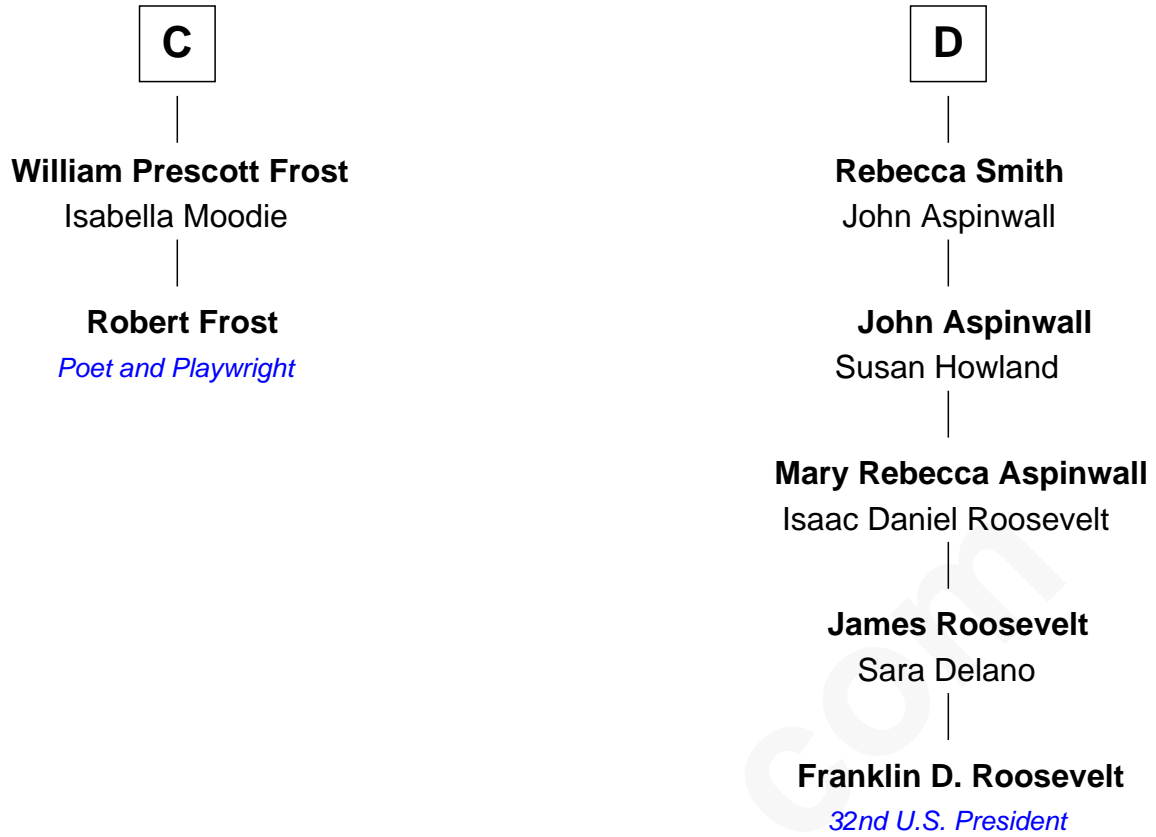 C
William Prescott Frost
Isabella Moodie
Robert Frost
Poet and Playwright
D
Rebecca Smith
John Aspinwall
John Aspinwall
Susan Howland
Mary Rebecca Aspinwall
Isaac Daniel Roosevelt
James Roosevelt
Sara Delano
Franklin D. Roosevelt
32nd U.S. President
com